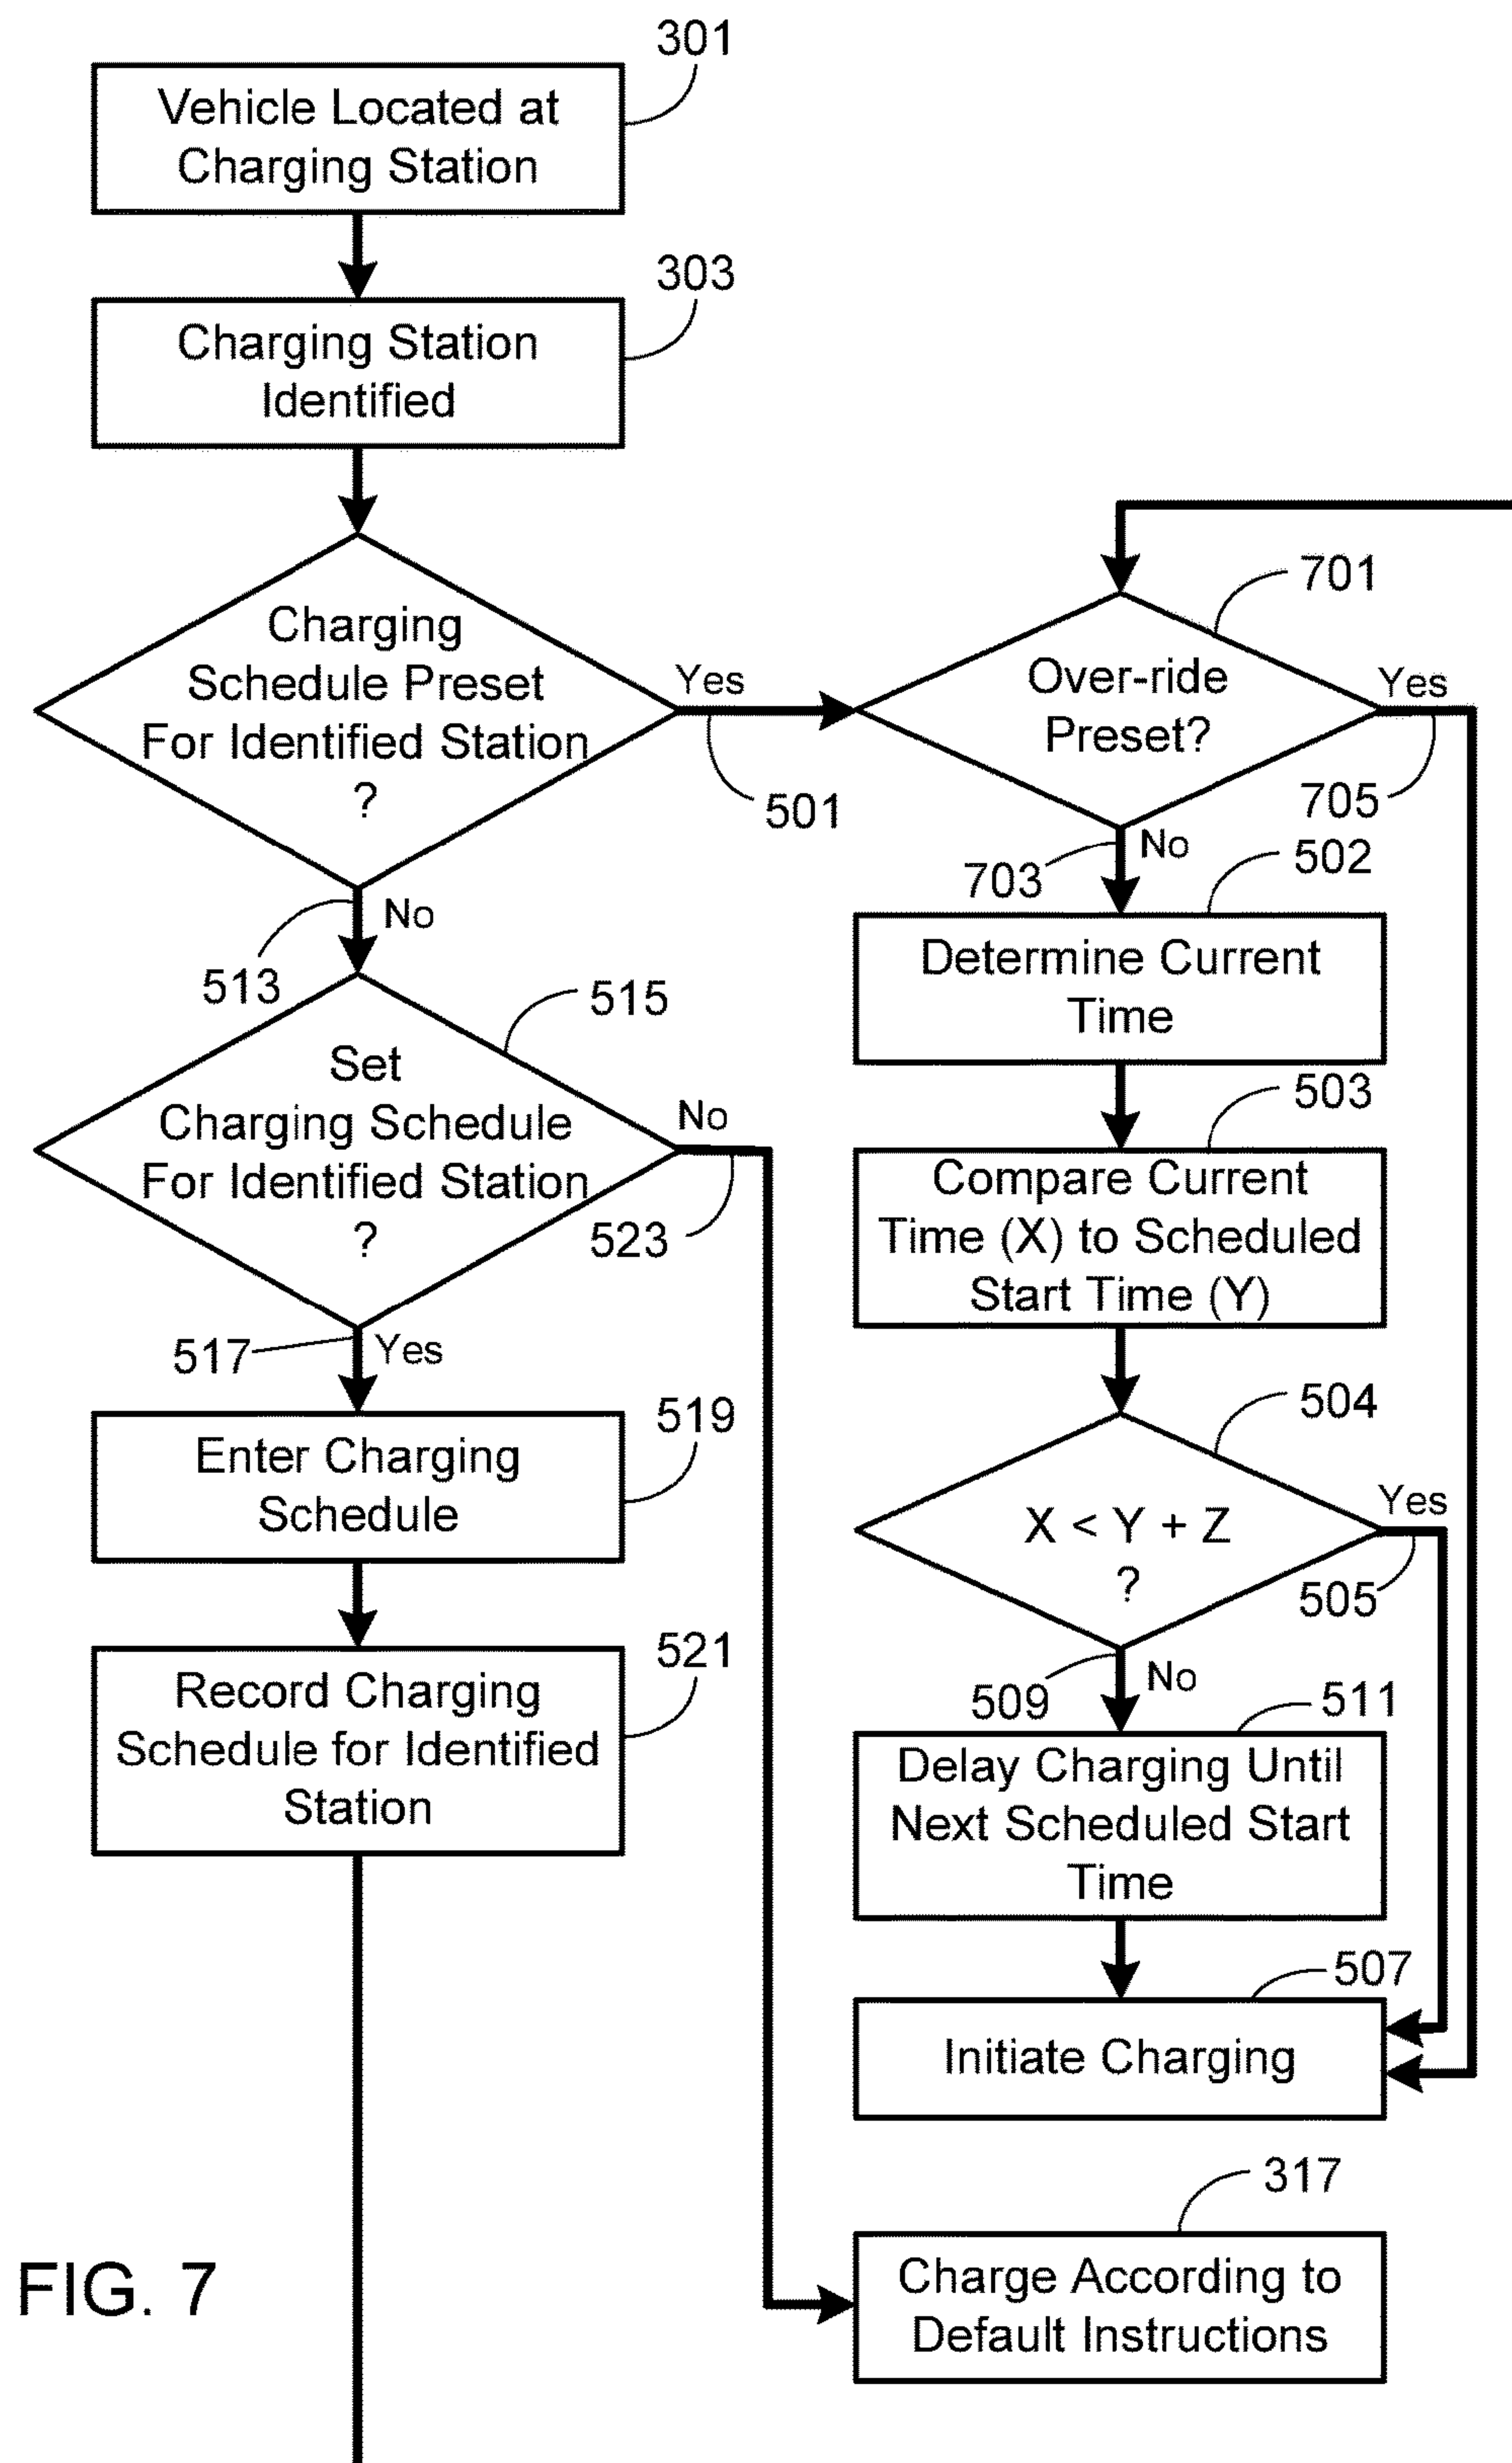 301
Vehicle Located at
Charging Station
303
Charging Station
Identified
Charging
Schedule Preset
For Identified Station
?
Yes
501
701
Over-ride
Preset?
Yes
705
703
No
502
Determine Current
Time
513
No
515
Set
Charging Schedule
For Identified Station
?
No
523
503
Compare Current
Time (X) to Scheduled
Start Time (Y)
517
Yes
519
Enter Charging
Schedule
504
X < Y + Z
?
Yes
505
521
Record Charging
Schedule for Identified
Station
509
No
511
Delay Charging Until
Next Scheduled Start
Time
507
Initiate Charging
317
Charge According to
Default Instructions
FIG. 7